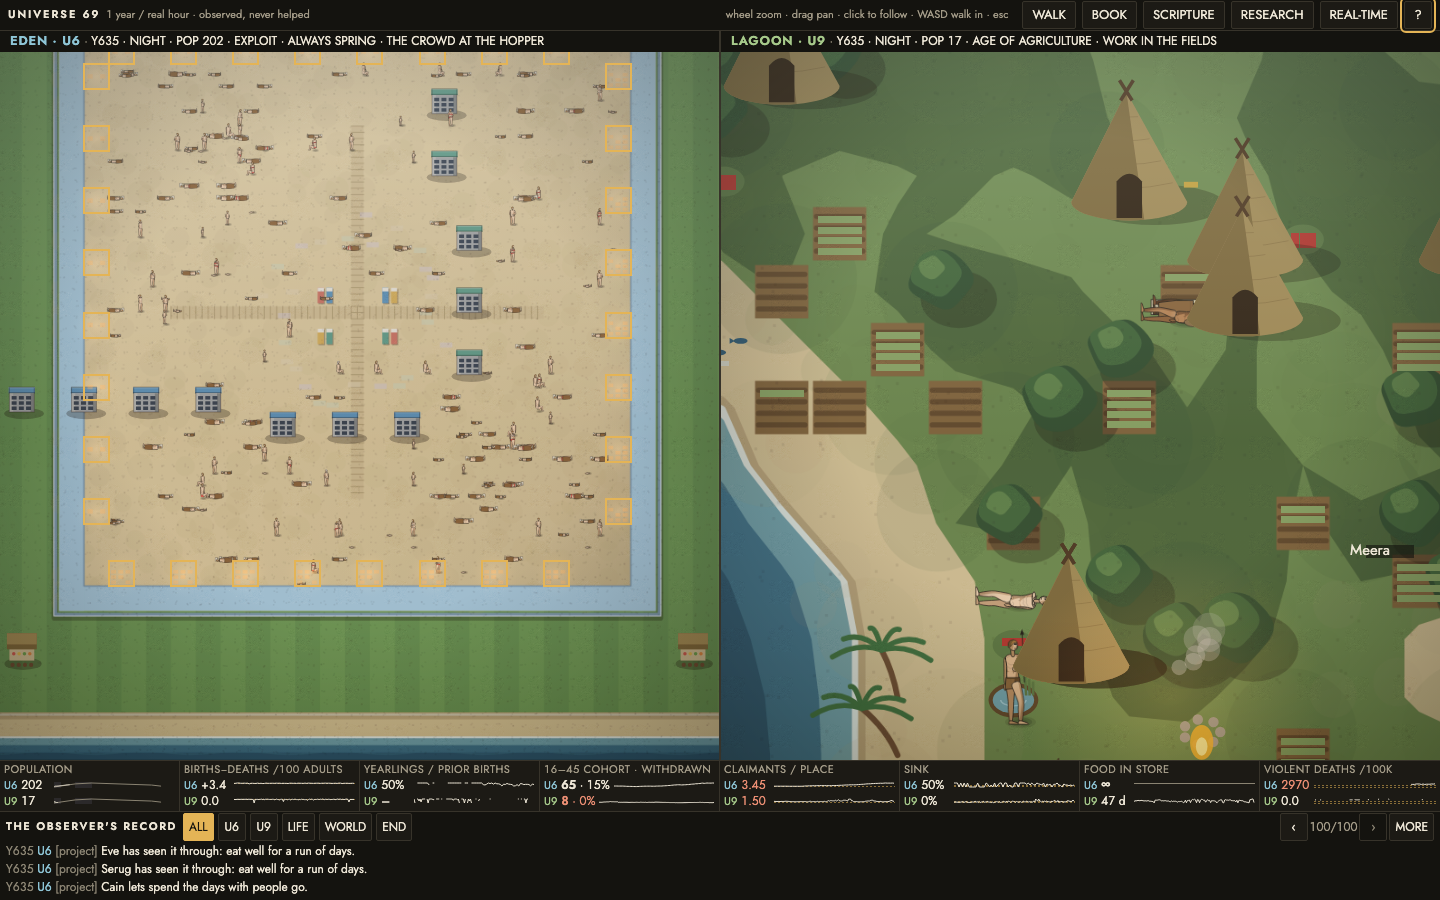 UNIVERSE 69 1 year / real hour · observed, never helped
wheel zoom · drag pan · click to follow · WASD walk in · esc WALK BOOK SCRIPTURE RESEARCH REAL-TIME ?
EDEN · U6 · Y635 · NIGHT · POP 202 · EXPLOIT · ALWAYS SPRING · THE CROWD AT THE HOPPER
LAGOON · U9 · Y635 · NIGHT · POP 17 · AGE OF AGRICULTURE · WORK IN THE FIELDS
Meera
POPULATION
U6 202
U9 17
BIRTHS–DEATHS /100 ADULTS
U6 +3.4
U9 0.0
YEARLINGS / PRIOR BIRTHS
U6 50%
U9 –
16–45 COHORT · WITHDRAWN
U6 65 · 15%
U9 8 · 0%
CLAIMANTS / PLACE
U6 3.45
U9 1.50
SINK
U6 50%
U9 0%
FOOD IN STORE
U6 ∞
U9 47 d
VIOLENT DEATHS /100K
U6 2970
U9 0.0
THE OBSERVER'S RECORD ALL U6 U9 LIFE WORLD END ‹ 100/100 › MORE
Y635 U6 [project] Eve has seen it through: eat well for a run of days.
Y635 U6 [project] Serug has seen it through: eat well for a run of days.
Y635 U6 [project] Cain lets spend the days with people go.